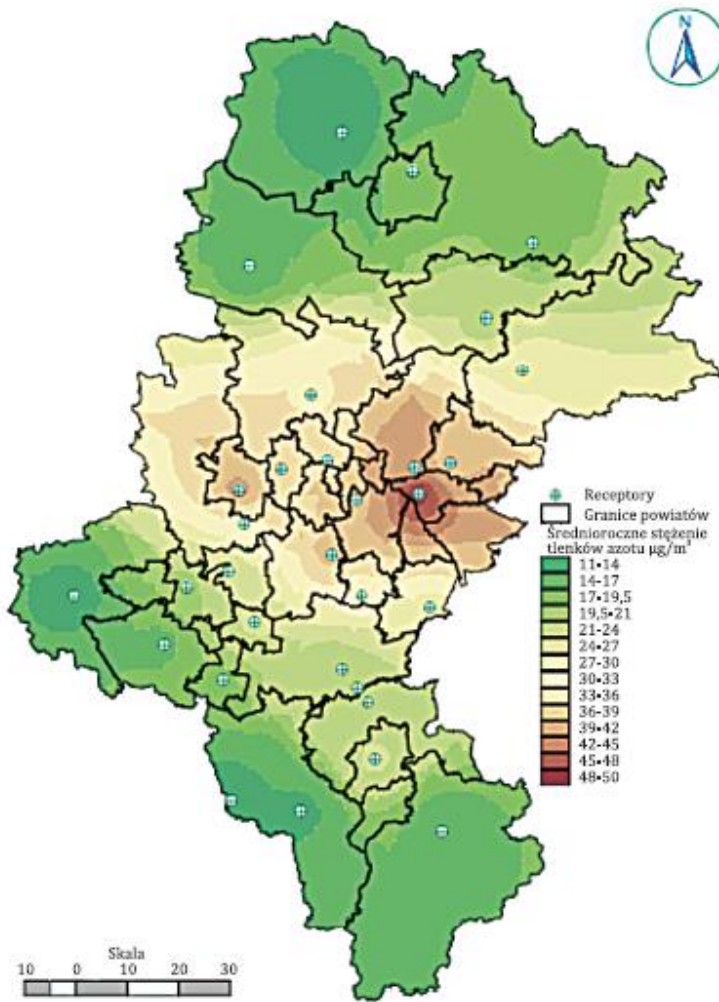 N
Receptory
Granice powiatów
Średnioroczne stężenie
tlenków azotu µg/m³
11•14
14-17
17•19,5
19,5•21
21-24
24•27
27-30
30•33
33•36
36-39
39•42
42-45
45•48
48•50
Skala
10 0 10 20 30